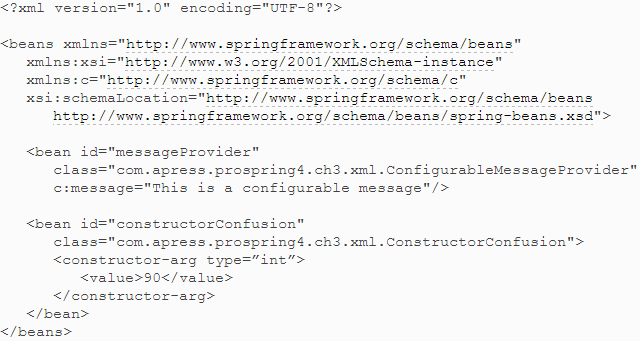 <?xml version="1.0" encoding="UTF-8"?>
<beans xmlns="http://www.springframework.org/schema/beans"
xmlns:xsi="http://www.w3.org/2001/XMLSchema-instance"
xmlns:c="http://www.springframework.org/schema/c"
xsi:schemaLocation="http://www.springframework.org/schema/beans
http://www.springframework.org/schema/beans/spring-beans.xsd">
<bean id="messageProvider"
class="com.apress.prospring4.ch3.xml.ConfigurableMessageProvider"
c:message="This is a configurable message"/>
<bean id="constructorConfusion"
class="com.apress.prospring4.ch3.xml.ConstructorConfusion">
<constructor-arg type=”int”>
<value>90</value>
</constructor-arg>
</bean>
</beans>